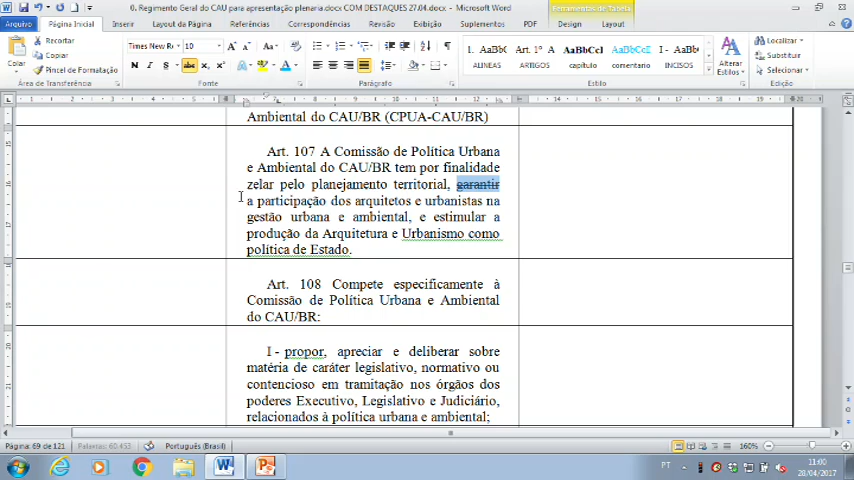 0. Regimento Geral do CAU para apresentação plenaria.docx COM DESTAQUES 27.04.docx - Microsoft Word
Ferramentas de Tabela
Arquivo Página Inicial Inserir Layout da Página Referências Correspondências Revisão Exibição Suplementos PDF Design Layout
Colar
Recortar
Copiar
Pincel de Formatação
Área de Transferência
Times New Ro 10
N I S abc x, x
Fonte
Parágrafo
AaBbC ALINEAS
Art. 1º A ARTIGOS
AaBbCcI capítulo
AaBbCcE comentario
I - AaBb INCISOS
Alterar Estilos
Estilo
Localizar
Substituir
Selecionar
Edição
Ambiental do CAU/BR (CPUA-CAU/BR)
Art. 107 A Comissão de Política Urbana
e Ambiental do CAU/BR tem por finalidade
zelar pelo planejamento territorial, garantir
a participação dos arquitetos e urbanistas na
gestão urbana e ambiental, e estimular a
produção da Arquitetura e Urbanismo como
política de Estado.
Art. 108 Compete especificamente à
Comissão de Política Urbana e Ambiental
do CAU/BR:
I - propor, apreciar e deliberar sobre
matéria de caráter legislativo, normativo ou
contencioso em tramitação nos órgãos dos
poderes Executivo, Legislativo e Judiciário,
relacionados à política urbana e ambiental;
Página: 69 de 121 Palavras: 60.453 Português (Brasil) 160%
PT 11:00
28/04/2017